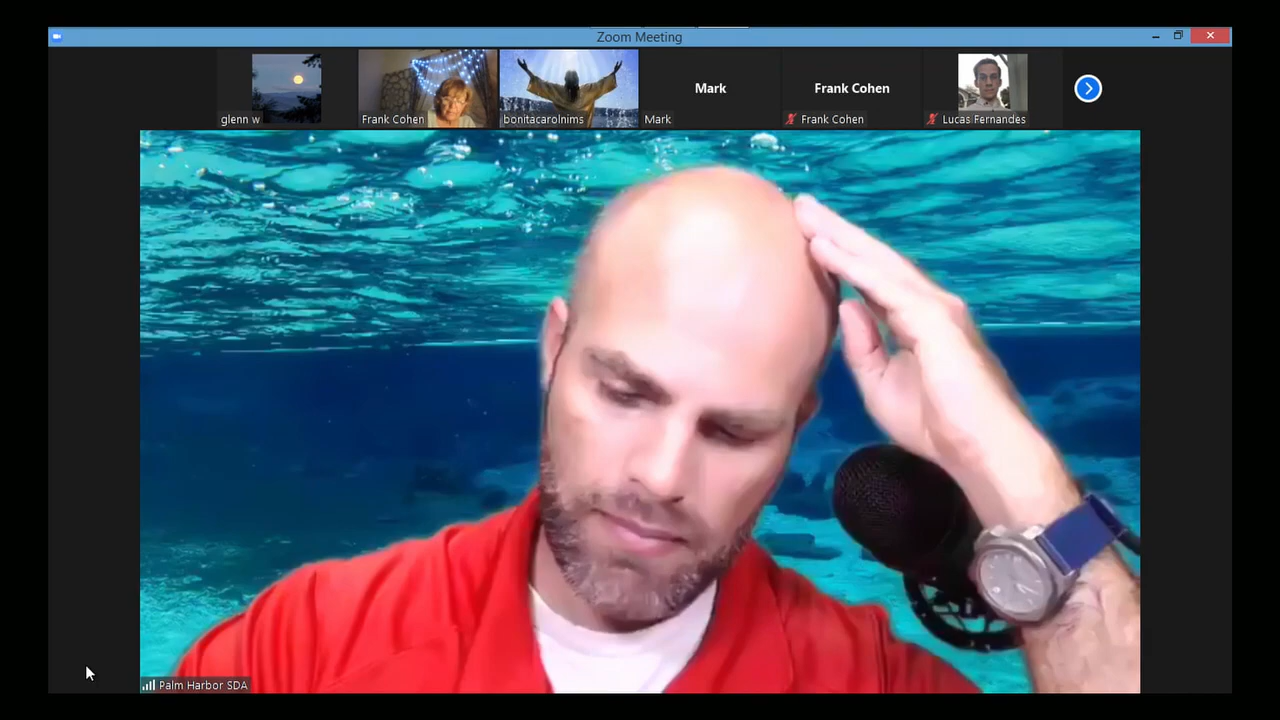 Zoom Meeting
Mark
Frank Cohen
glenn w
Frank Cohen
bonitacarolnims
Mark
Frank Cohen
Lucas Fernandes
Palm Harbor SDA